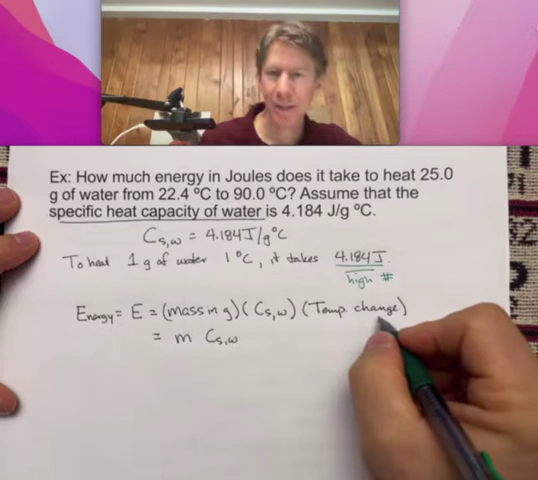 Ex: How much energy in Joules does it take to heat 25.0
g of water from 22.4 ºC to 90.0 ºC? Assume that the
specific heat capacity of water is 4.184 J/g ºC.
Cs,w = 4.184 J/g°C
To heat 1 g of water 1°C, it takes 4.184 J.
high #
Energy = E = (mass in g)(Cs,w)(Temp. change)
= m Cs,w